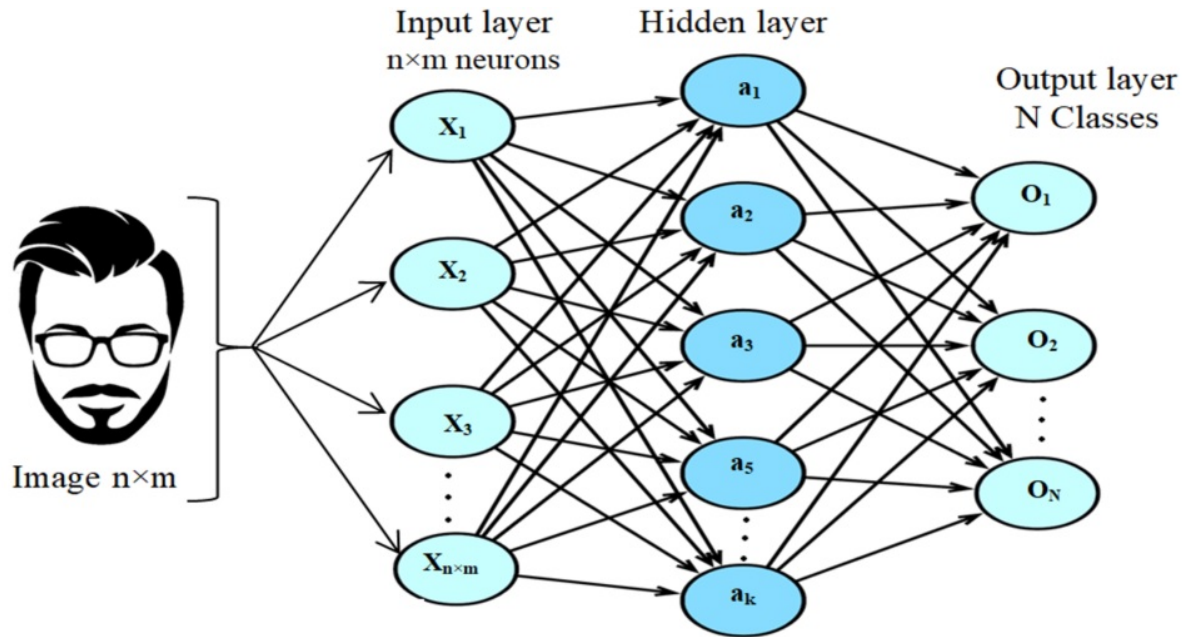 Input layer
n×m neurons
Hidden layer
Output layer
N Classes
Image n×m
X₁
X₂
X₃
Xₙ×ₘ
a₁
a₂
a₃
a₅
aₖ
O₁
O₂
O_N